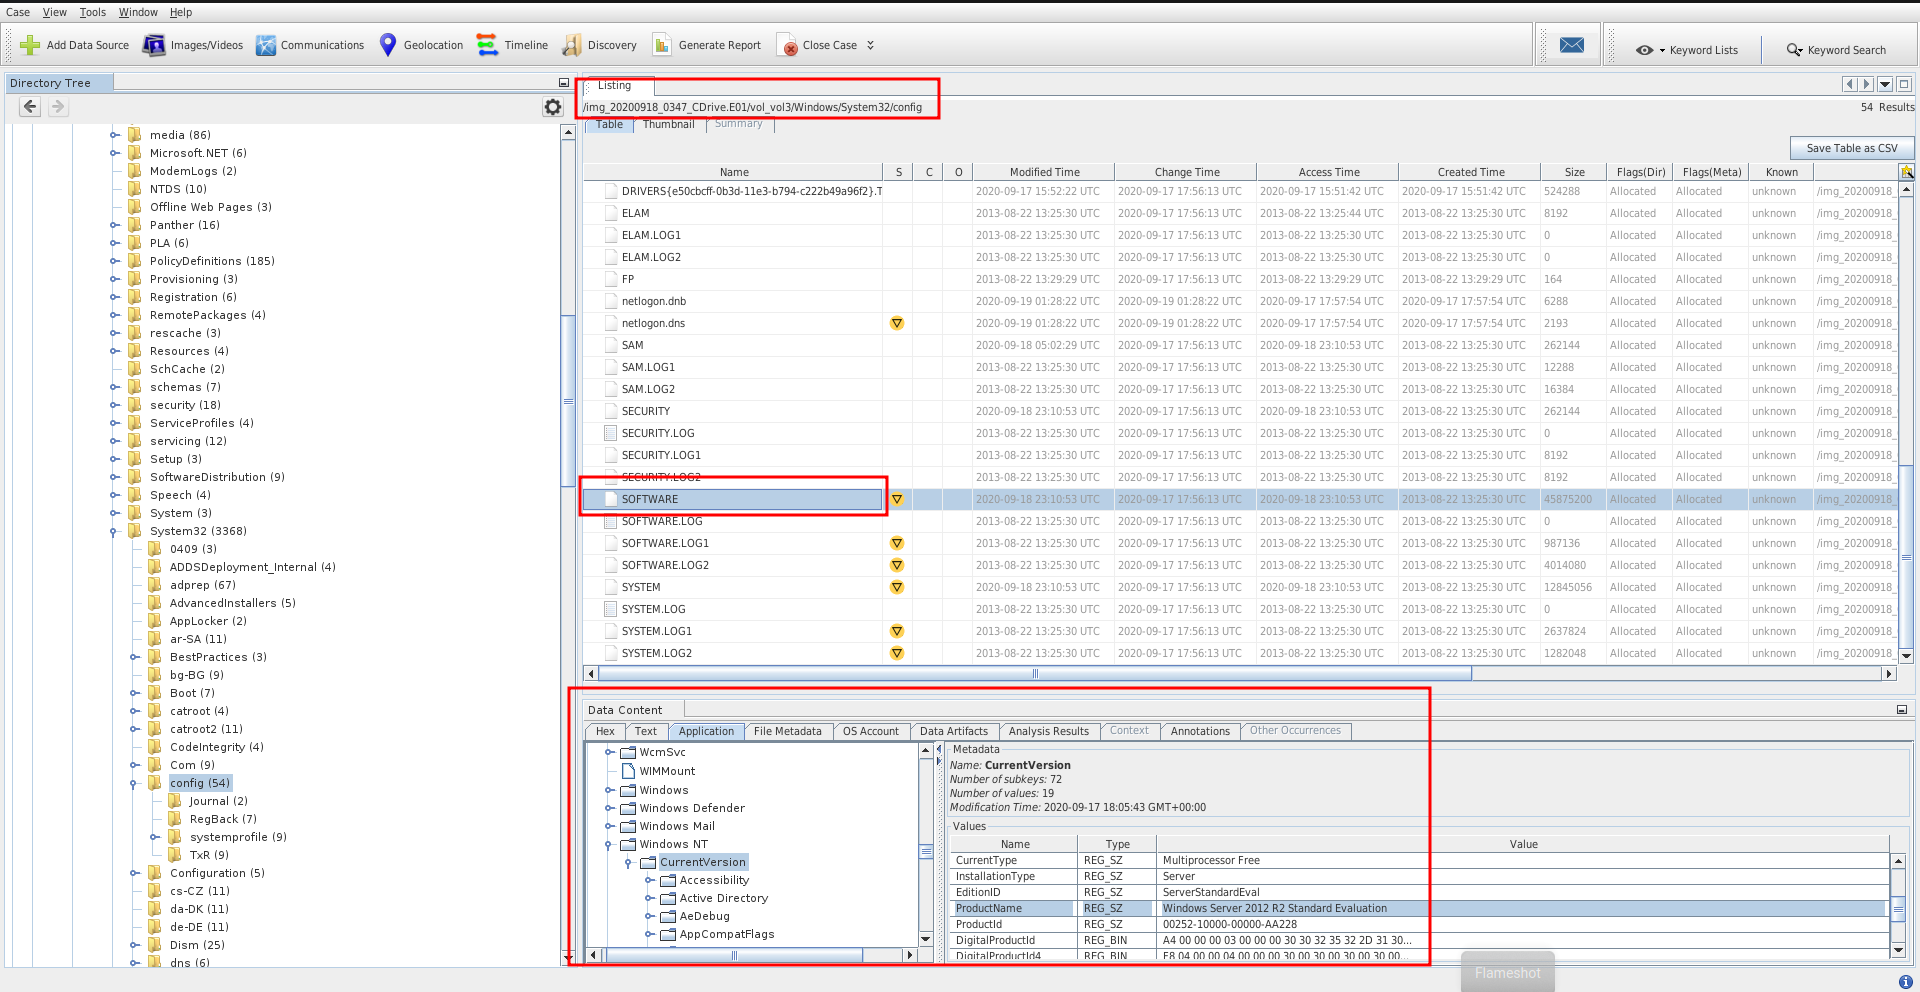 Case View Tools Window Help
Add Data Source Images/Videos Communications Geolocation Timeline Discovery Generate Report Close Case Keyword Lists Keyword Search
Directory Tree
media (86)
Microsoft.NET (6)
ModemLogs (2)
NTDS (10)
Offline Web Pages (3)
Panther (16)
PLA (6)
PolicyDefinitions (185)
Provisioning (3)
Registration (6)
RemotePackages (4)
rescache (3)
Resources (4)
SchCache (2)
schemas (7)
security (18)
ServiceProfiles (4)
servicing (12)
Setup (3)
SoftwareDistribution (9)
Speech (4)
System (3)
System32 (3368)
0409 (3)
ADDSDeployment_Internal (4)
adprep (67)
AdvancedInstallers (5)
AppLocker (2)
ar-SA (11)
BestPractices (3)
bg-BG (9)
Boot (7)
catroot (4)
catroot2 (11)
CodeIntegrity (4)
Com (9)
config (54)
Journal (2)
RegBack (7)
systemprofile (9)
TxR (9)
Configuration (5)
cs-CZ (11)
da-DK (11)
de-DE (11)
Dism (25)
dns (6)
Listing
/img_20200918_0347_CDrive.E01/vol_vol3/Windows/System32/config
54 Results
Table Thumbnail Summary
Save Table as CSV
Name S C O Modified Time Change Time Access Time Created Time Size Flags(Dir) Flags(Meta) Known
DRIVERS{e50cbcff-0b3d-11e3-b794-c222b49a96f2}.T 2020-09-17 15:52:22 UTC 2020-09-17 17:56:13 UTC 2020-09-17 15:51:42 UTC 2020-09-17 15:51:42 UTC 524288 Allocated Allocated unknown /img_20200918_
ELAM 2013-08-22 13:25:30 UTC 2020-09-17 17:56:13 UTC 2013-08-22 13:25:44 UTC 2013-08-22 13:25:30 UTC 8192 Allocated Allocated unknown /img_20200918_
ELAM.LOG1 2013-08-22 13:25:30 UTC 2020-09-17 17:56:13 UTC 2013-08-22 13:25:30 UTC 2013-08-22 13:25:30 UTC 0 Allocated Allocated unknown /img_20200918_
ELAM.LOG2 2013-08-22 13:25:30 UTC 2020-09-17 17:56:13 UTC 2013-08-22 13:25:30 UTC 2013-08-22 13:25:30 UTC 0 Allocated Allocated unknown /img_20200918_
FP 2013-08-22 13:29:29 UTC 2020-09-17 17:56:13 UTC 2013-08-22 13:29:29 UTC 2013-08-22 13:29:29 UTC 164 Allocated Allocated unknown /img_20200918_
netlogon.dnb 2020-09-19 01:28:22 UTC 2020-09-19 01:28:22 UTC 2020-09-17 17:57:54 UTC 2020-09-17 17:57:54 UTC 6288 Allocated Allocated unknown /img_20200918_
netlogon.dns 2020-09-19 01:28:22 UTC 2020-09-19 01:28:22 UTC 2020-09-17 17:57:54 UTC 2020-09-17 17:57:54 UTC 2193 Allocated Allocated unknown /img_20200918_
SAM 2020-09-18 05:02:29 UTC 2020-09-17 17:56:13 UTC 2020-09-18 23:10:53 UTC 2013-08-22 13:25:30 UTC 262144 Allocated Allocated unknown /img_20200918_
SAM.LOG1 2013-08-22 13:25:30 UTC 2020-09-17 17:56:13 UTC 2013-08-22 13:25:30 UTC 2013-08-22 13:25:30 UTC 12288 Allocated Allocated unknown /img_20200918_
SAM.LOG2 2013-08-22 13:25:30 UTC 2020-09-17 17:56:13 UTC 2013-08-22 13:25:30 UTC 2013-08-22 13:25:30 UTC 16384 Allocated Allocated unknown /img_20200918_
SECURITY 2020-09-18 23:10:53 UTC 2020-09-17 17:56:13 UTC 2020-09-18 23:10:53 UTC 2013-08-22 13:25:30 UTC 262144 Allocated Allocated unknown /img_20200918_
SECURITY.LOG 2013-08-22 13:25:30 UTC 2020-09-17 17:56:13 UTC 2013-08-22 13:25:30 UTC 2013-08-22 13:25:30 UTC 0 Allocated Allocated unknown /img_20200918_
SECURITY.LOG1 2013-08-22 13:25:30 UTC 2020-09-17 17:56:13 UTC 2013-08-22 13:25:30 UTC 2013-08-22 13:25:30 UTC 8192 Allocated Allocated unknown /img_20200918_
SECURITY.LOG2 2013-08-22 13:25:30 UTC 2020-09-17 17:56:13 UTC 2013-08-22 13:25:30 UTC 2013-08-22 13:25:30 UTC 8192 Allocated Allocated unknown /img_20200918_
SOFTWARE 2020-09-18 23:10:53 UTC 2020-09-17 17:56:13 UTC 2020-09-18 23:10:53 UTC 2013-08-22 13:25:30 UTC 45875200 Allocated Allocated unknown /img_20200918_
SOFTWARE.LOG 2013-08-22 13:25:30 UTC 2020-09-17 17:56:13 UTC 2013-08-22 13:25:30 UTC 2013-08-22 13:25:30 UTC 0 Allocated Allocated unknown /img_20200918_
SOFTWARE.LOG1 2013-08-22 13:25:30 UTC 2020-09-17 17:56:13 UTC 2013-08-22 13:25:30 UTC 2013-08-22 13:25:30 UTC 987136 Allocated Allocated unknown /img_20200918_
SOFTWARE.LOG2 2013-08-22 13:25:30 UTC 2020-09-17 17:56:13 UTC 2013-08-22 13:25:30 UTC 2013-08-22 13:25:30 UTC 4014080 Allocated Allocated unknown /img_20200918_
SYSTEM 2020-09-18 23:10:53 UTC 2020-09-17 17:56:13 UTC 2020-09-18 23:10:53 UTC 2013-08-22 13:25:30 UTC 12845056 Allocated Allocated unknown /img_20200918_
SYSTEM.LOG 2013-08-22 13:25:30 UTC 2020-09-17 17:56:13 UTC 2013-08-22 13:25:30 UTC 2013-08-22 13:25:30 UTC 0 Allocated Allocated unknown /img_20200918_
SYSTEM.LOG1 2013-08-22 13:25:30 UTC 2020-09-17 17:56:13 UTC 2013-08-22 13:25:30 UTC 2013-08-22 13:25:30 UTC 2637824 Allocated Allocated unknown /img_20200918_
SYSTEM.LOG2 2013-08-22 13:25:30 UTC 2020-09-17 17:56:13 UTC 2013-08-22 13:25:30 UTC 2013-08-22 13:25:30 UTC 1282048 Allocated Allocated unknown /img_20200918_
Data Content
Hex Text Application File Metadata OS Account Data Artifacts Analysis Results Context Annotations Other Occurrences
WcmSvc
WIMMount
Windows
Windows Defender
Windows Mail
Windows NT
CurrentVersion
Accessibility
Active Directory
AeDebug
AppCompatFlags
Metadata
Name: CurrentVersion
Number of subkeys: 72
Number of values: 19
Modification Time: 2020-09-17 18:05:43 GMT+00:00
Values
Name Type Value
CurrentType REG_SZ Multiprocessor Free
InstallationType REG_SZ Server
EditionID REG_SZ ServerStandardEval
ProductName REG_SZ Windows Server 2012 R2 Standard Evaluation
ProductId REG_SZ 00252-10000-00000-AA228
DigitalProductId REG_BIN A4 00 00 00 03 00 00 00 30 30 32 35 32 2D 31 30...
DigitalProductId4 REG_BIN F8 04 00 00 04 00 00 00 30 00 30 00 30 00 30 00...
Flameshot